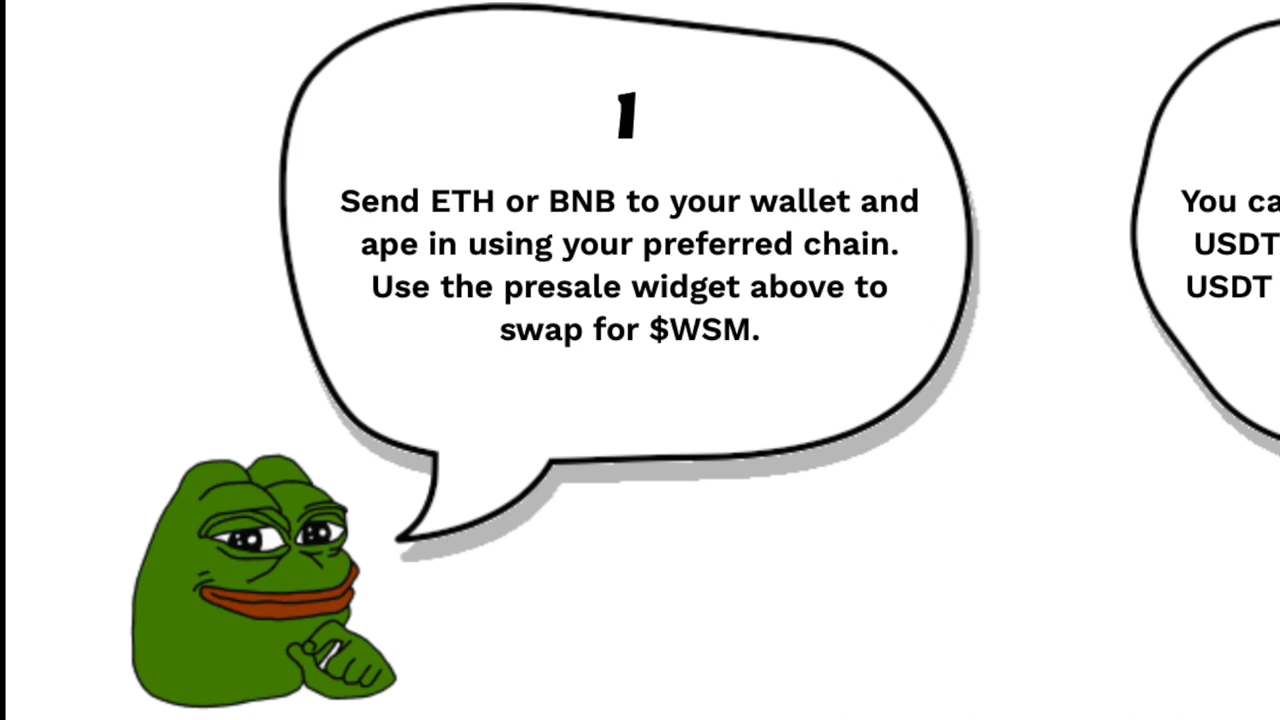 1
Send ETH or BNB to your wallet and
ape in using your preferred chain.
Use the presale widget above to
swap for $WSM.
You
USDT
USDT